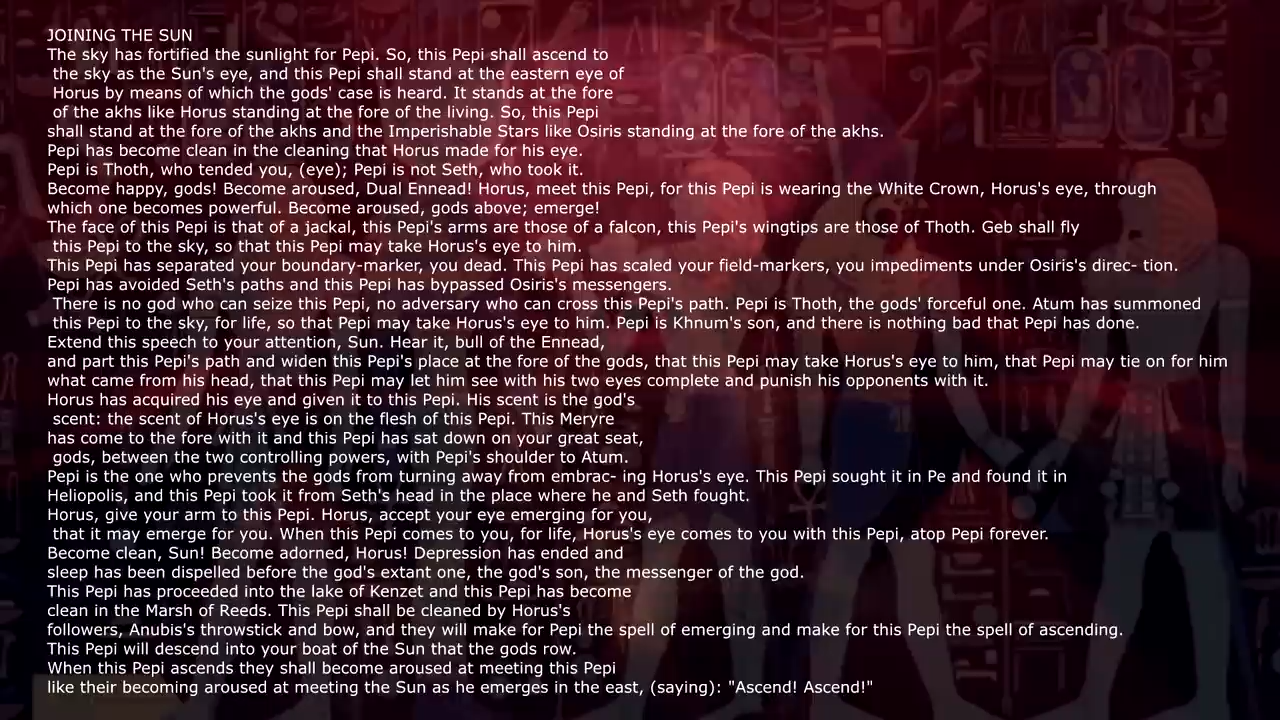 JOINING THE SUN
The sky has fortified the sunlight for Pepi. So, this Pepi shall ascend to
the sky as the Sun's eye, and this Pepi shall stand at the eastern eye of
Horus by means of which the gods' case is heard. It stands at the fore
of the akhs like Horus standing at the fore of the living. So, this Pepi
shall stand at the fore of the akhs and the Imperishable Stars like Osiris standing at the fore of the akhs.
Pepi has become clean in the cleaning that Horus made for his eye.
Pepi is Thoth, who tended you, (eye); Pepi is not Seth, who took it.
Become happy, gods! Become aroused, Dual Ennead! Horus, meet this Pepi, for this Pepi is wearing the White Crown, Horus's eye, through
which one becomes powerful. Become aroused, gods above; emerge!
The face of this Pepi is that of a jackal, this Pepi's arms are those of a falcon, this Pepi's wingtips are those of Thoth. Geb shall fly
this Pepi to the sky, so that this Pepi may take Horus's eye to him.
This Pepi has separated your boundary-marker, you dead. This Pepi has scaled your field-markers, you impediments under Osiris's direc- tion.
Pepi has avoided Seth's paths and this Pepi has bypassed Osiris's messengers.
There is no god who can seize this Pepi, no adversary who can cross this Pepi's path. Pepi is Thoth, the gods' forceful one. Atum has summoned
this Pepi to the sky, for life, so that Pepi may take Horus's eye to him. Pepi is Khnum's son, and there is nothing bad that Pepi has done.
Extend this speech to your attention, Sun. Hear it, bull of the Ennead,
and part this Pepi's path and widen this Pepi's place at the fore of the gods, that this Pepi may take Horus's eye to him, that Pepi may tie on for him
what came from his head, that this Pepi may let him see with his two eyes complete and punish his opponents with it.
Horus has acquired his eye and given it to this Pepi. His scent is the god's
scent: the scent of Horus's eye is on the flesh of this Pepi. This Meryre
has come to the fore with it and this Pepi has sat down on your great seat,
gods, between the two controlling powers, with Pepi's shoulder to Atum.
Pepi is the one who prevents the gods from turning away from embrac- ing Horus's eye. This Pepi sought it in Pe and found it in
Heliopolis, and this Pepi took it from Seth's head in the place where he and Seth fought.
Horus, give your arm to this Pepi. Horus, accept your eye emerging for you,
that it may emerge for you. When this Pepi comes to you, for life, Horus's eye comes to you with this Pepi, atop Pepi forever.
Become clean, Sun! Become adorned, Horus! Depression has ended and
sleep has been dispelled before the god's extant one, the god's son, the messenger of the god.
This Pepi has proceeded into the lake of Kenzet and this Pepi has become
clean in the Marsh of Reeds. This Pepi shall be cleaned by Horus's
followers, Anubis's throwstick and bow, and they will make for Pepi the spell of emerging and make for this Pepi the spell of ascending.
This Pepi will descend into your boat of the Sun that the gods row.
When this Pepi ascends they shall become aroused at meeting this Pepi
like their becoming aroused at meeting the Sun as he emerges in the east, (saying): "Ascend! Ascend!"